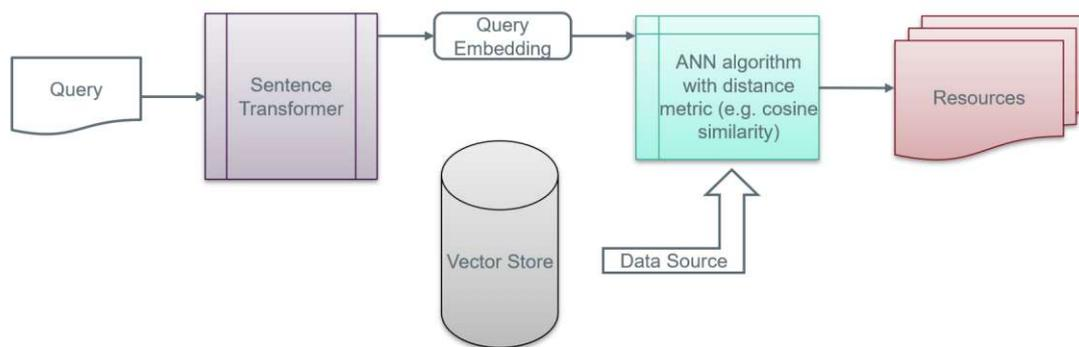 Query
Sentence
Transformer
Query
Embedding
ANN algorithm
with distance
metric (e.g. cosine
similarity)
Resources
Vector Store
Data Source